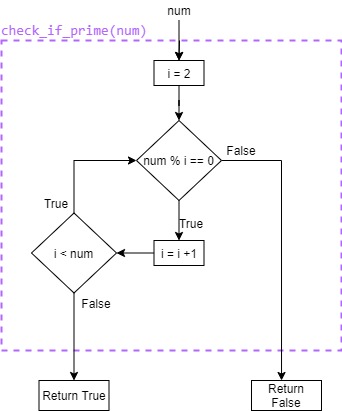 num
check_if_prime(num)
i = 2
num % i == 0
False
True
True
i < num
i = i +1
False
Return True
Return
False